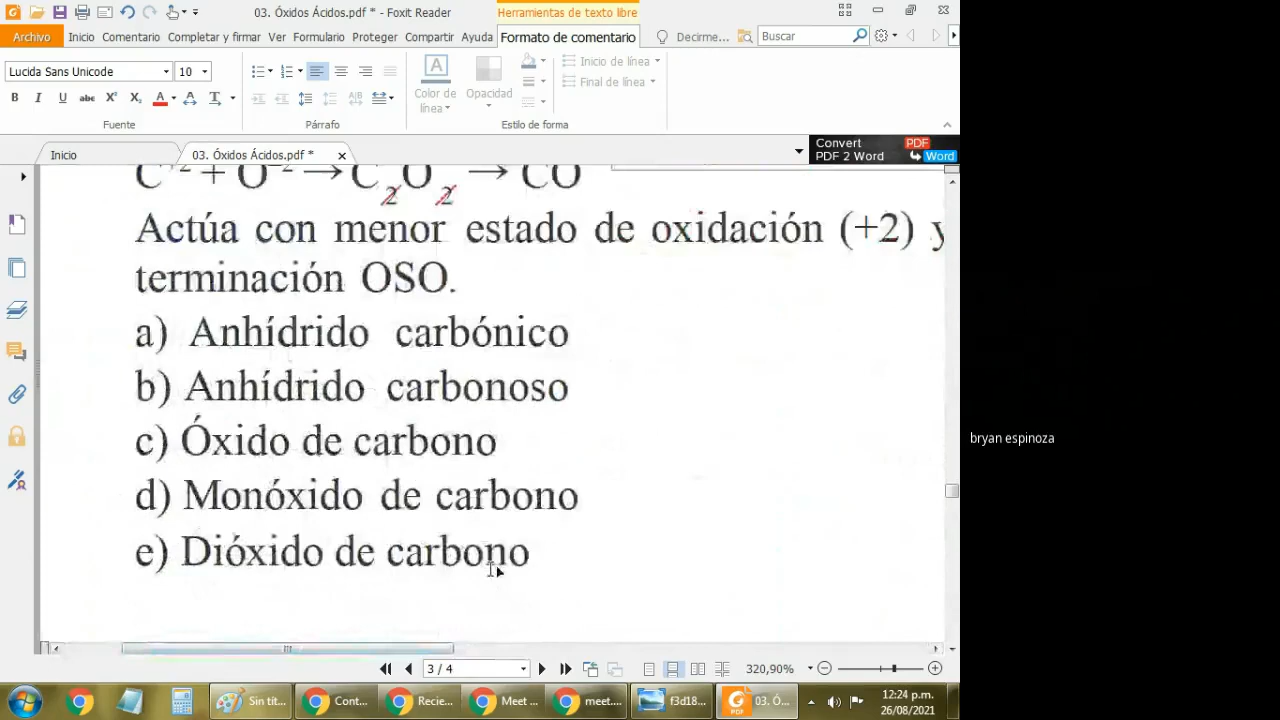 03. Óxidos Ácidos.pdf * - Foxit Reader
Herramientas de texto libre
Archivo Inicio Comentario Completar y firmar Ver Formulario Proteger Compartir Ayuda Formato de comentario Decirme... Buscar
Lucida Sans Unicode 10
Color de línea Opacidad
Inicio de línea
Final de línea
Fuente Párrafo Estilo de forma
Inicio 03. Oxidos Ácidos.pdf *
Convert PDF
PDF 2 Word Word
C+2 + O−2 → C2O2 → CO
Actúa con menor estado de oxidación (+2) y
terminación OSO.
a) Anhídrido carbónico
b) Anhídrido carbonoso
c) Óxido de carbono
d) Monóxido de carbono
e) Dióxido de carbono
bryan espinoza
3 / 4 320,90%
Sin tít... Cont... Recie... Meet ... meet.... f3d18... 03. Ó...
12:24 p.m.
26/08/2021